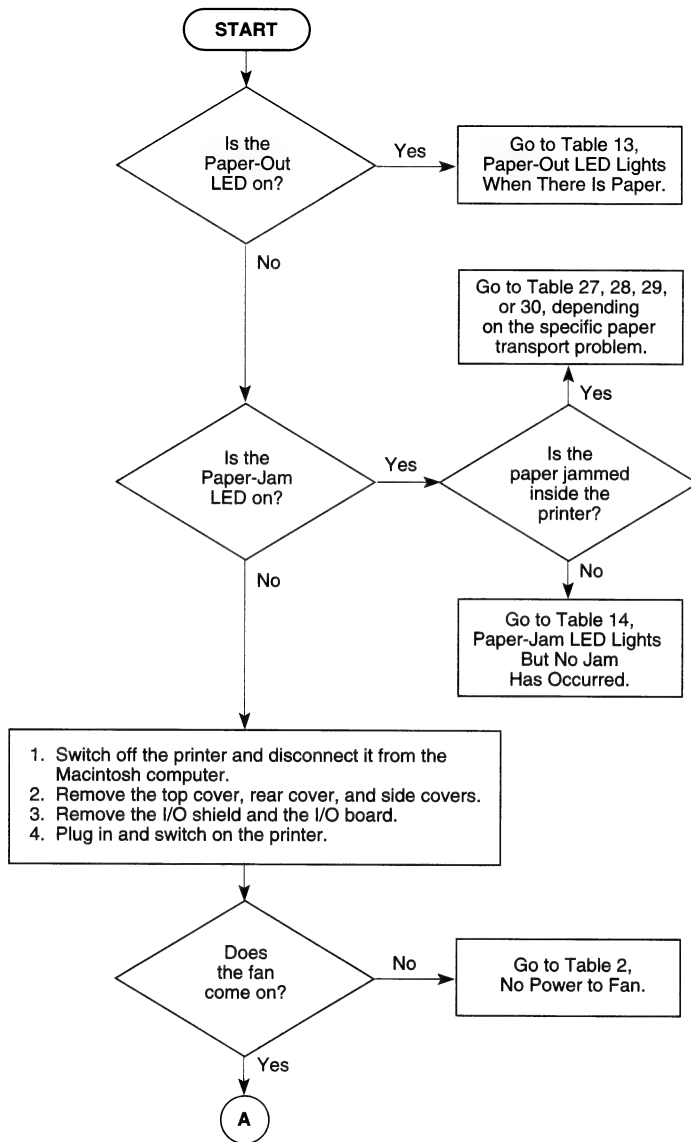 START
Is the
Paper-Out
LED on?
Yes
Go to Table 13,
Paper-Out LED Lights
When There Is Paper.
No
Go to Table 27, 28, 29,
or 30, depending
on the specific paper
transport problem.
Yes
Is the
Paper-Jam
LED on?
Yes
Is the
paper jammed
inside the
printer?
No
No
Go to Table 14,
Paper-Jam LED Lights
But No Jam
Has Occurred.
1. Switch off the printer and disconnect it from the
Macintosh computer.
2. Remove the top cover, rear cover, and side covers.
3. Remove the I/O shield and the I/O board.
4. Plug in and switch on the printer.
Does
the fan
come on?
No
Go to Table 2,
No Power to Fan.
Yes
A